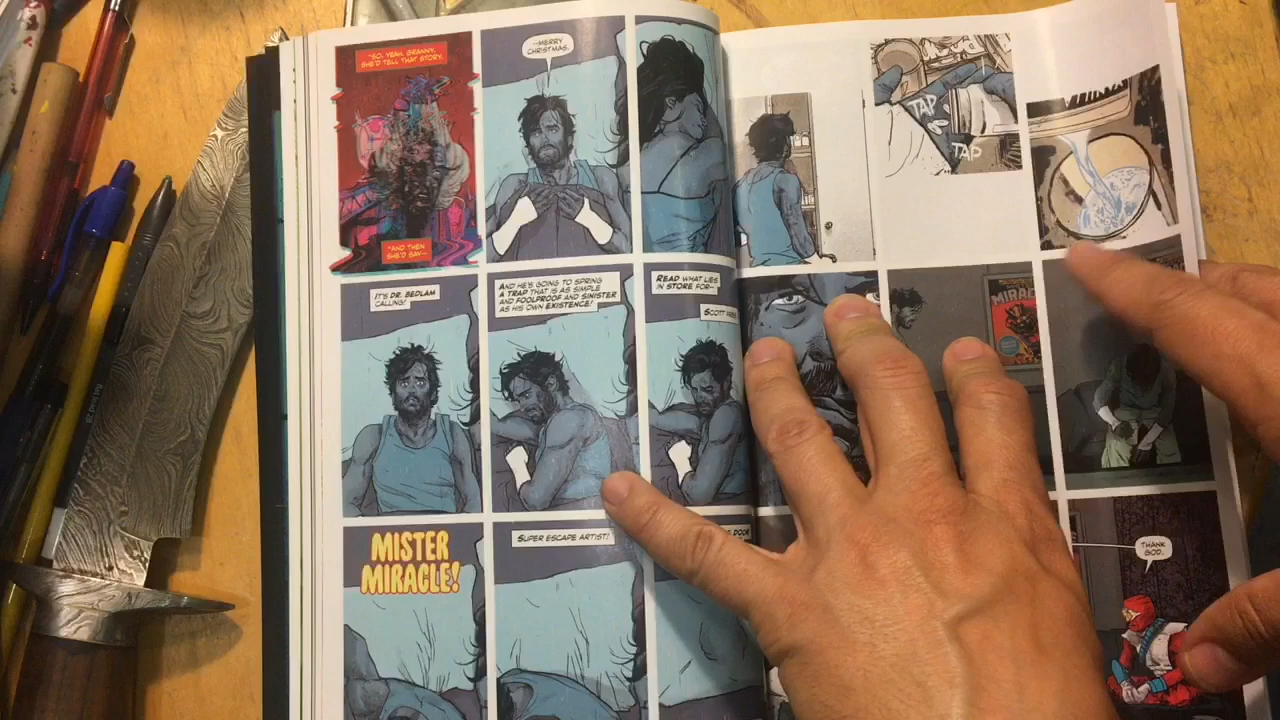 "SO, YEAH, GRANNY,
SHE'D TELL THAT STORY.
"AND THEN
SHE'D SAY--
--MERRY
CHRISTMAS.
IT'S DR. BEDLAM
CALLING!
AND HE'S GOING TO SPRING
A TRAP THAT IS AS SIMPLE
AND FOOLPROOF AND SINISTER
AS HIS OWN EXISTENCE!
READ WHAT LIES
IN STORE FOR--
SCOTT
MISTER
MIRACLE!
SUPER ESCAPE ARTIST!
DOOR
TAP
TAP
THANK
GOD.